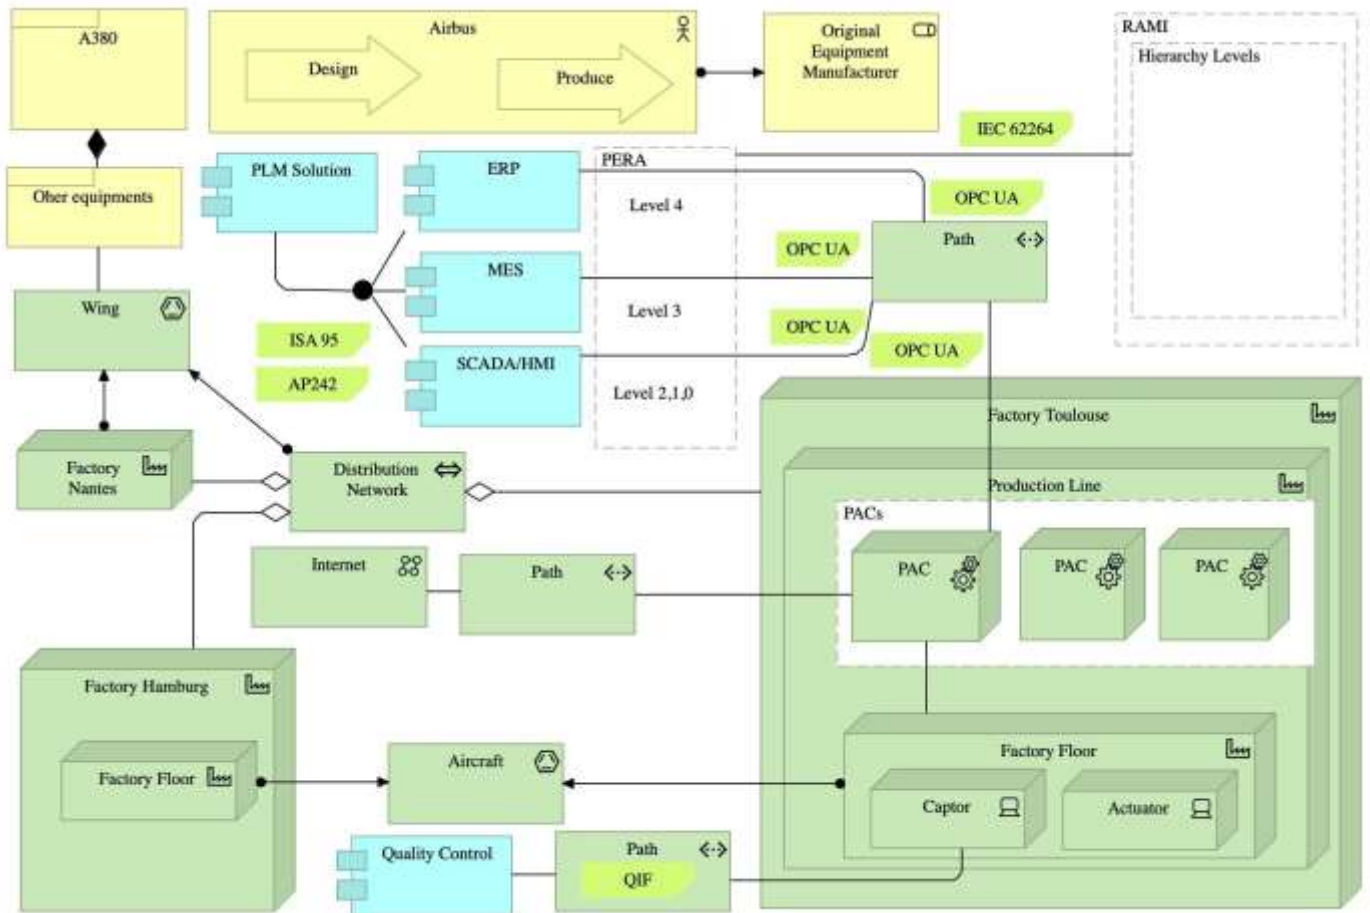 A380
Airbus
Design
Produce
Original
Equipment
Manufacturer
RAMI
Hierarchy Levels
IEC 62264
Oher equipments
PLM Solution
ERP
PERA
Level 4
OPC UA
Path
OPC UA
MES
Wing
Level 3
ISA 95
OPC UA
OPC UA
SCADA/HMI
AP242
Level 2,1,0
Factory Toulouse
Factory
Nantes
Distribution
Network
Production Line
PACs
Internet
Path
PAC
PAC
PAC
Factory Hamburg
Factory Floor
Aircraft
Factory Floor
Captor
Actuator
Quality Control
Path
QIF